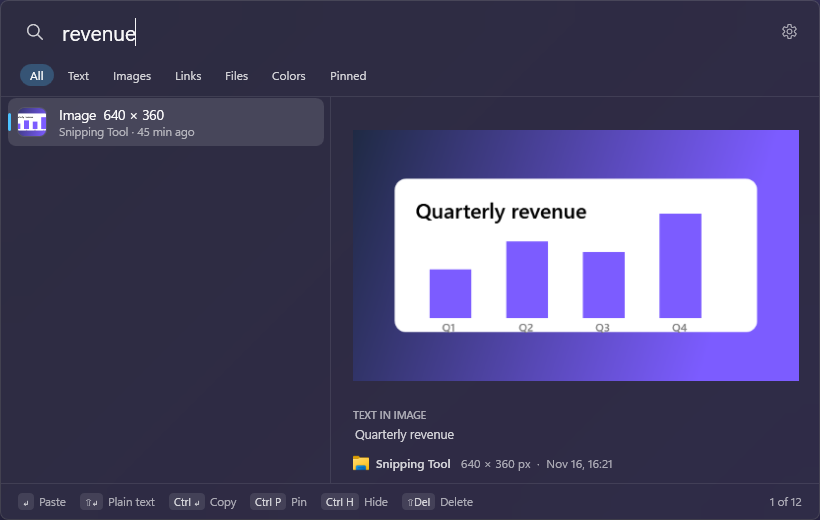 revenue
All Text Images Links Files Colors Pinned
Image 640 × 360
Snipping Tool · 45 min ago
Quarterly revenue
Q1 Q2 Q3 Q4
TEXT IN IMAGE
Quarterly revenue
Snipping Tool 640 × 360 px · Nov 16, 16:21
↲ Paste ⇧↲ Plain text Ctrl ↲ Copy Ctrl P Pin Ctrl H Hide ⇧Del Delete 1 of 12